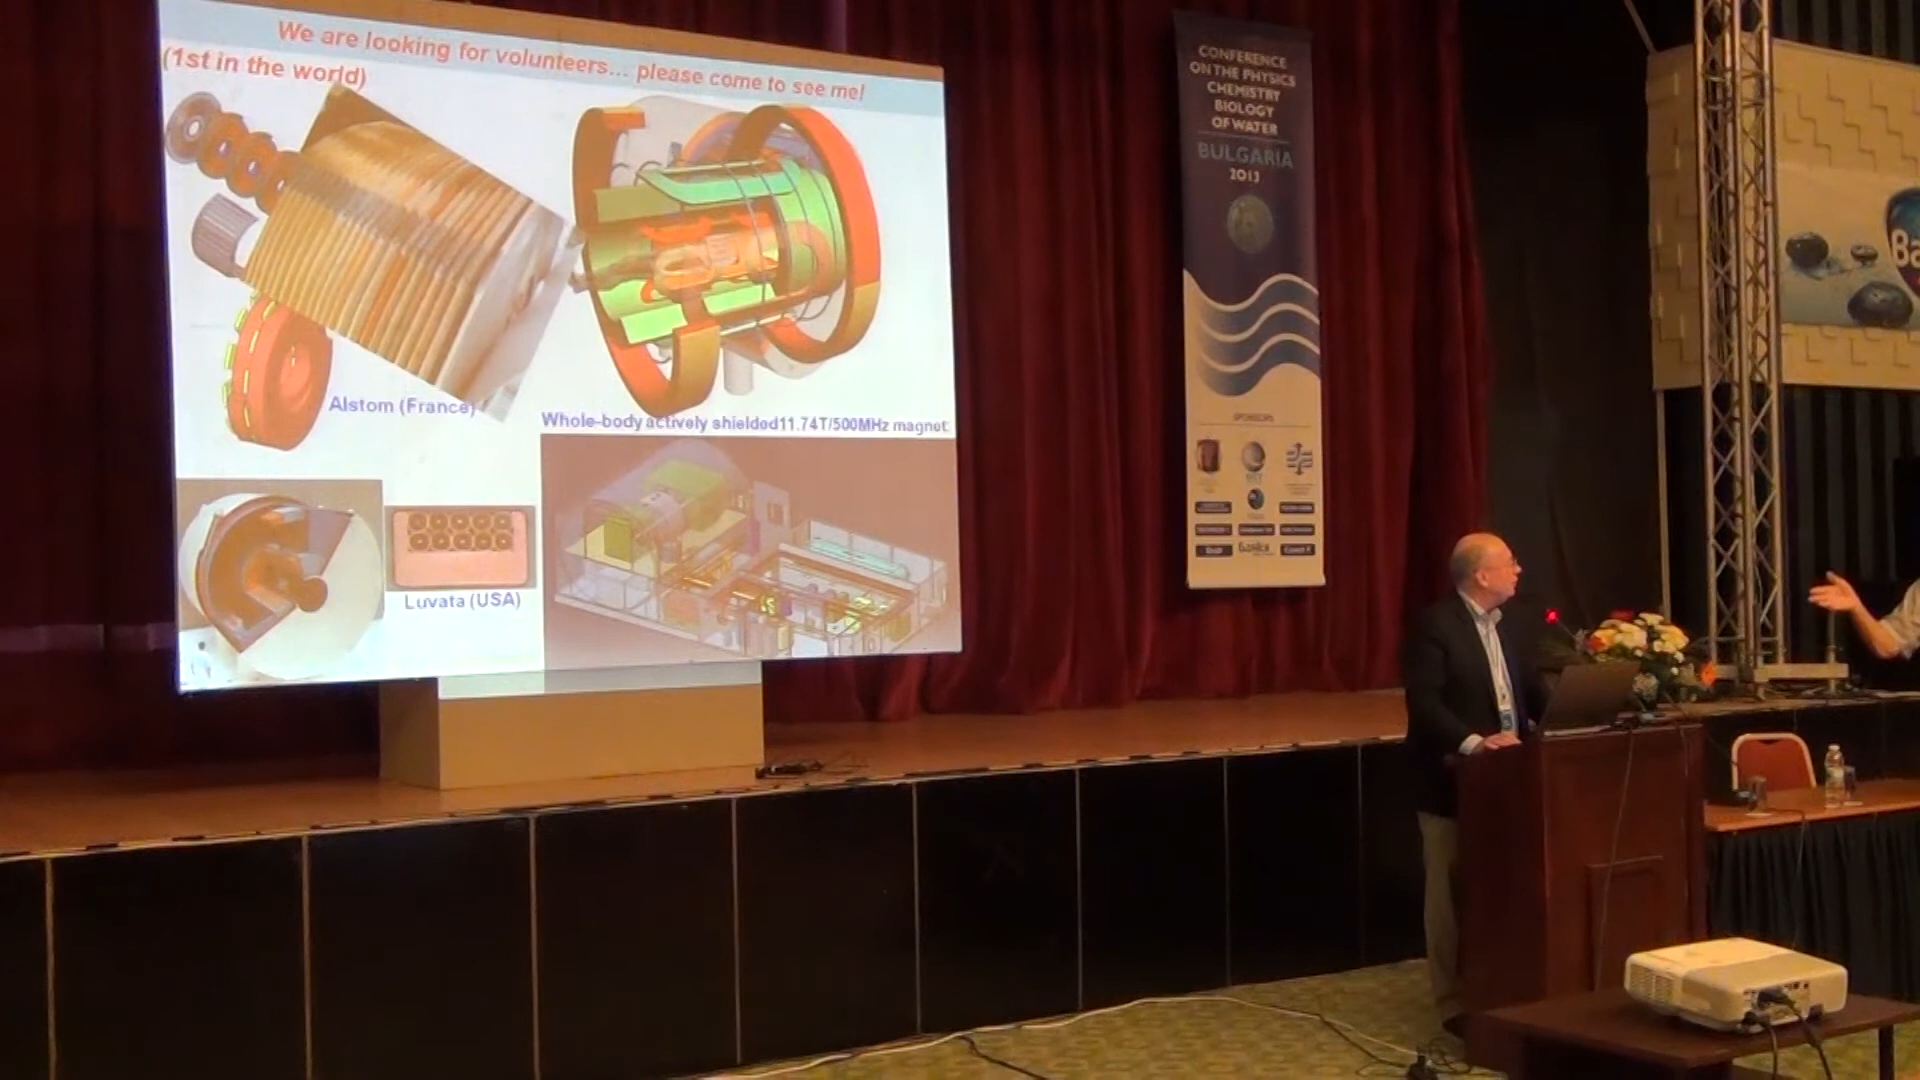 We are looking for volunteers... please come to see me!
(1st in the world)
Alstom (France)
Whole-body actively shielded11.74T/500MHz magnet
Luvata (USA)
CONFERENCE
ON THE PHYSICS
CHEMISTRY
BIOLOGY
OF WATER
BULGARIA
2013
SPONSORS
Ba